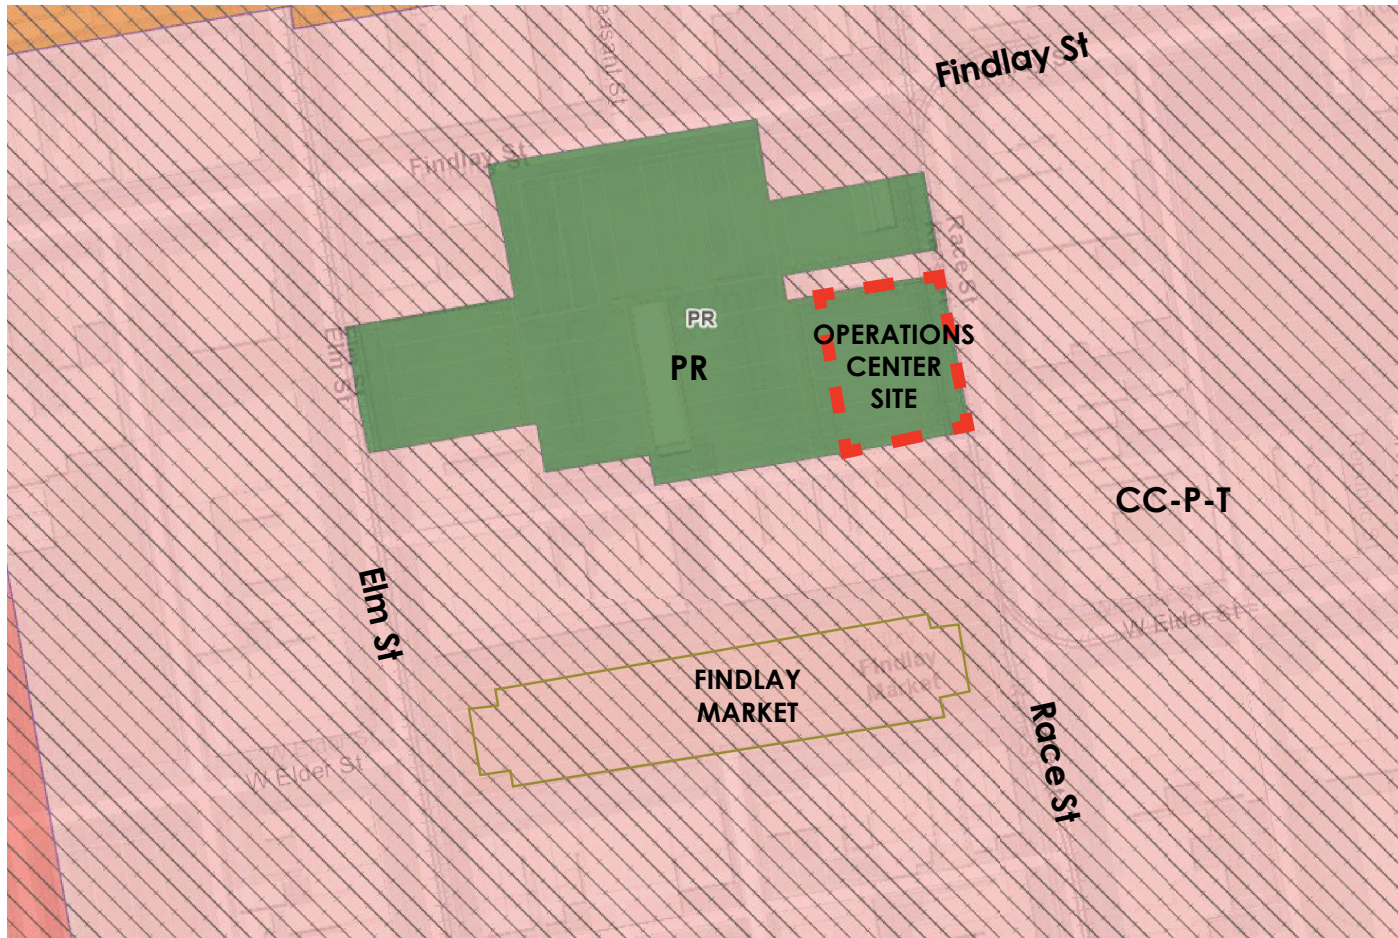 Findlay St
Findlay St
Race St
PR
PR
OPERATIONS
CENTER
SITE
Elm St
CC-P-T
Elm St
W Elder St
FINDLAY
MARKET
Findlay
Market
Race St
W Elder St